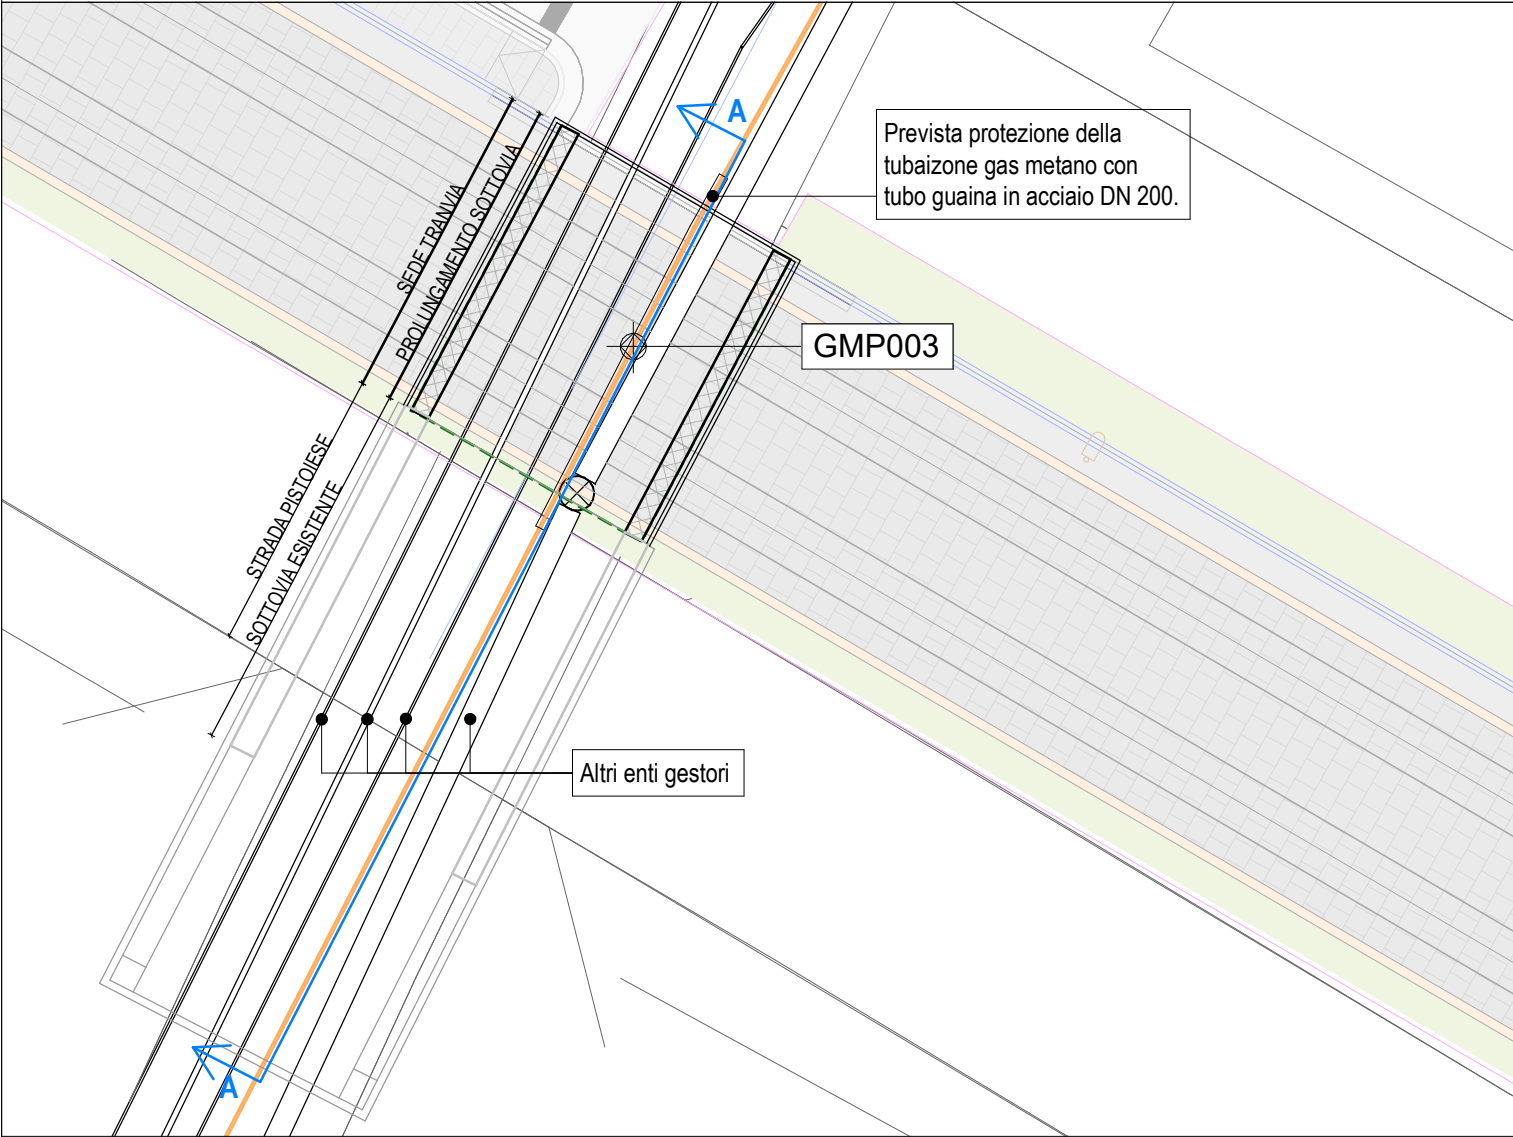 A
Prevista protezione della
tubaizone gas metano con
tubo guaina in acciaio DN 200.
SEDE TRANVIA
PROLUNGAMENTO SOTTOVIA
GMP003
STRADA PISTOIESE
SOTTOVIA ESISTENTE
Altri enti gestori
A